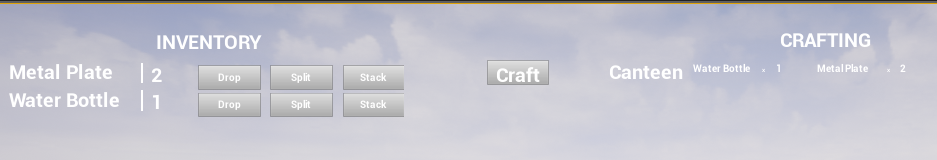 INVENTORY
CRAFTING
Metal Plate | 2 Drop Split Stack
Craft
Canteen Water Bottle . 1 Metal Plate . 2
Water Bottle | 1 Drop Split Stack